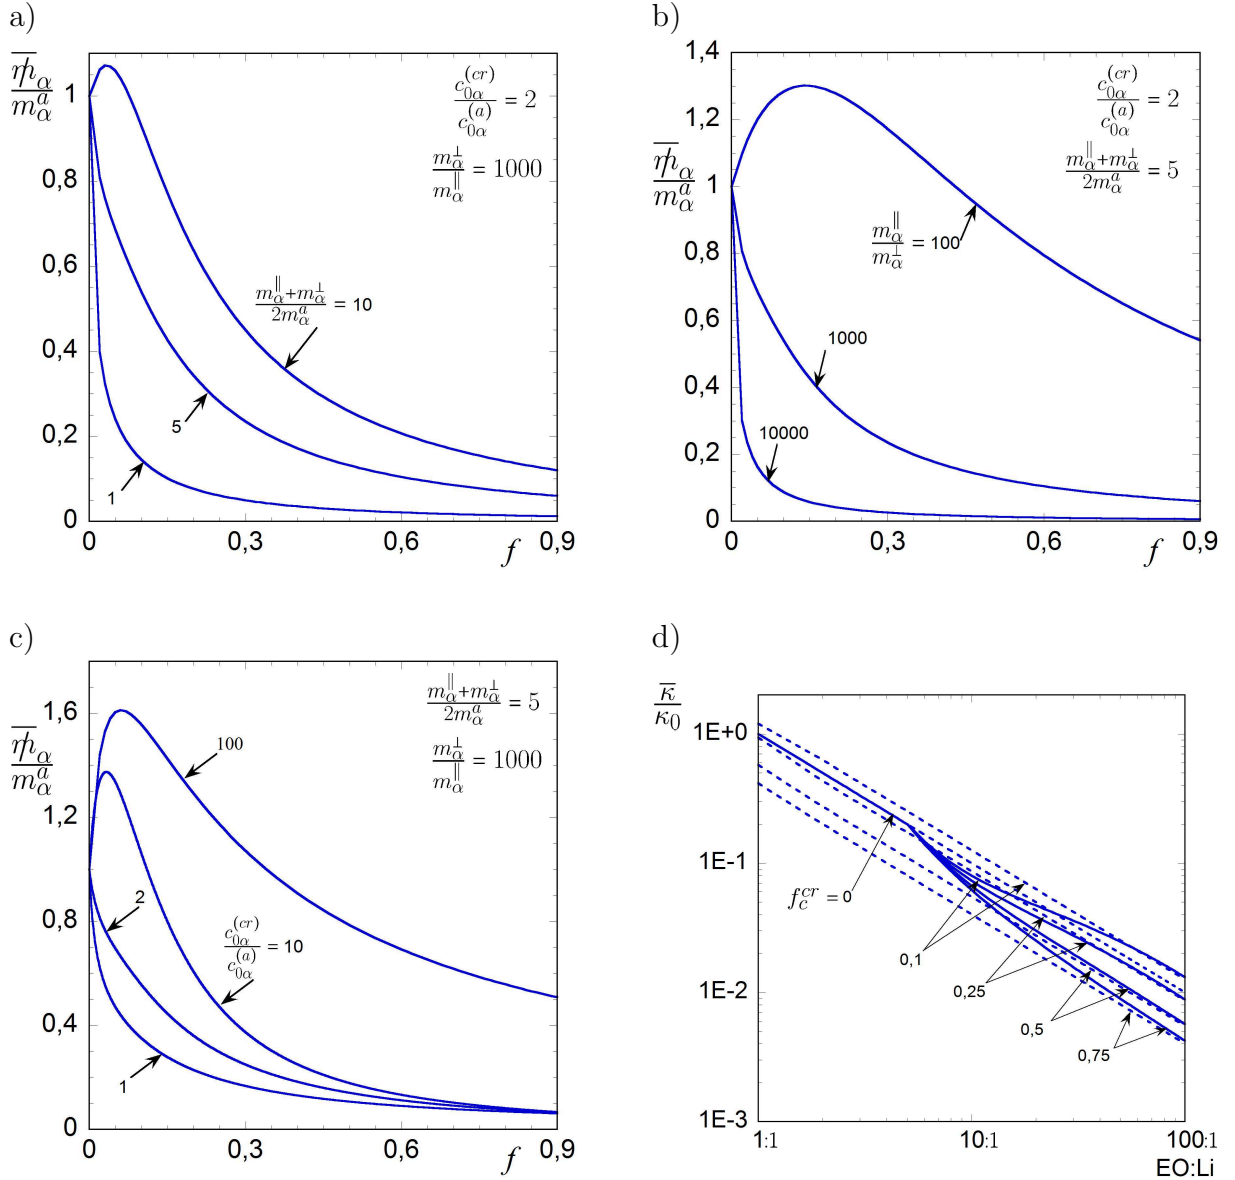 a)
m̅_α / m_α^a
1
0,8
0,6
0,4
0,2
0
0 0,3 0,6 0,9
f
c_{0α}^{(cr)} / c_{0α}^{(a)} = 2
m_α^⊥ / m_α^∥ = 1000
(m_α^∥+m_α^⊥) / 2m_α^a = 10
5
1
b)
m̅_α / m_α^a
1,4
1,2
1
0,8
0,6
0,4
0,2
0
0 0,3 0,6 0,9
f
c_{0α}^{(cr)} / c_{0α}^{(a)} = 2
(m_α^∥+m_α^⊥) / 2m_α^a = 5
m_α^∥ / m_α^⊥ = 100
1000
10000
c)
m̅_α / m_α^a
1,6
1,2
0,8
0,4
0
0 0,3 0,6 0,9
f
(m_α^∥+m_α^⊥) / 2m_α^a = 5
m_α^⊥ / m_α^∥ = 1000
100
2
c_{0α}^{(cr)} / c_{0α}^{(a)} = 10
1
d)
κ̅ / κ_0
1E+0
1E-1
1E-2
1E-3
1:1 10:1 100:1
EO:Li
f_c^{cr} = 0
0,1
0,25
0,5
0,75